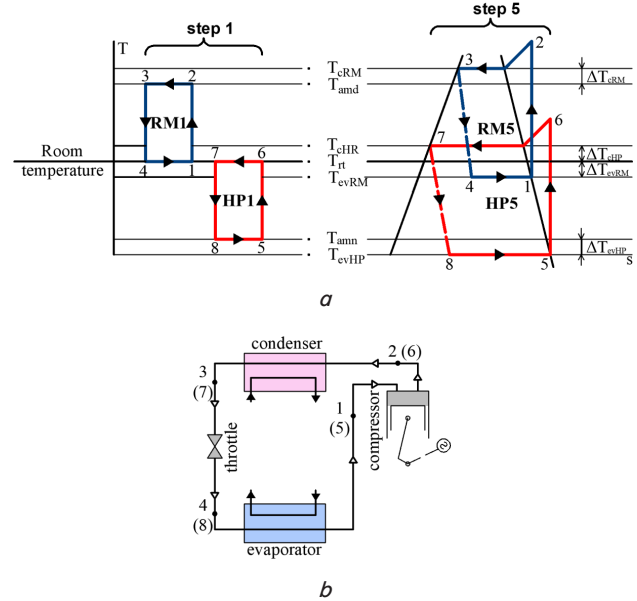 step 1
step 5
T
3
2
RM1
4
1
7
6
HP1
8
5
Room
temperature
T_cRM
T_amd
T_cHR
T_rt
T_evRM
T_amn
T_evHP
3
2
RM5
7
6
4
1
HP5
8
5
ΔT_cRM
ΔT_cHP
ΔT_evRM
ΔT_evHP
s
a
condenser
2 (6)
3
(7)
1
(5)
compressor
throttle
4
(8)
evaporator
b